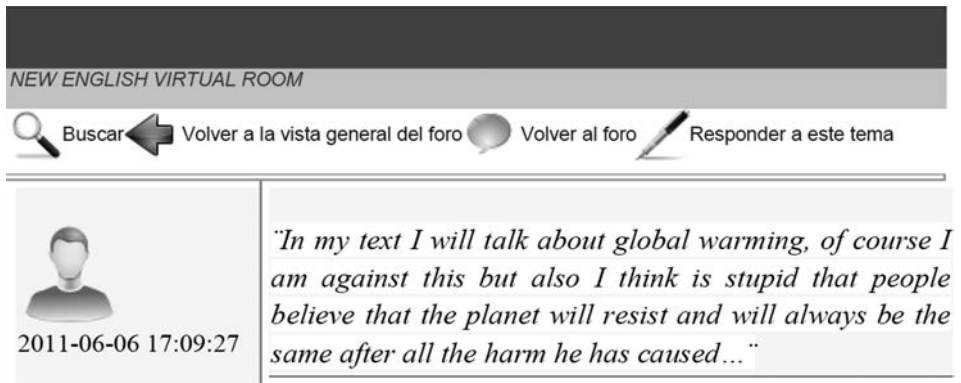 NEW ENGLISH VIRTUAL ROOM
Buscar Volver a la vista general del foro Volver al foro Responder a este tema
¨In my text I will talk about global warming, of course I
am against this but also I think is stupid that people
believe that the planet will resist and will always be the
same after all the harm he has caused…¨
2011-06-06 17:09:27